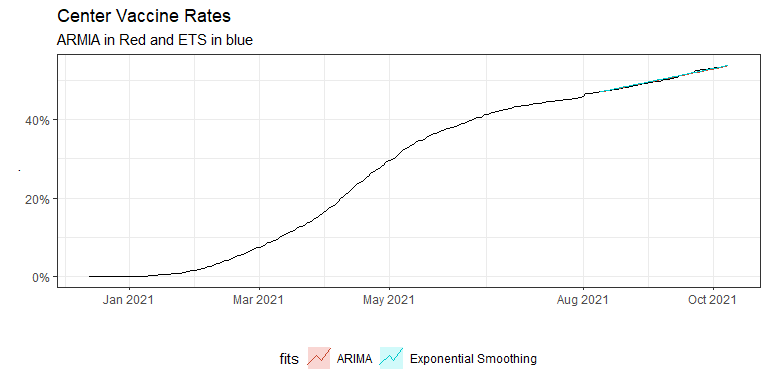 Center Vaccine Rates
ARMIA in Red and ETS in blue
40%
.
20%
0%
Jan 2021 Mar 2021 May 2021 Aug 2021 Oct 2021
fits ARIMA Exponential Smoothing